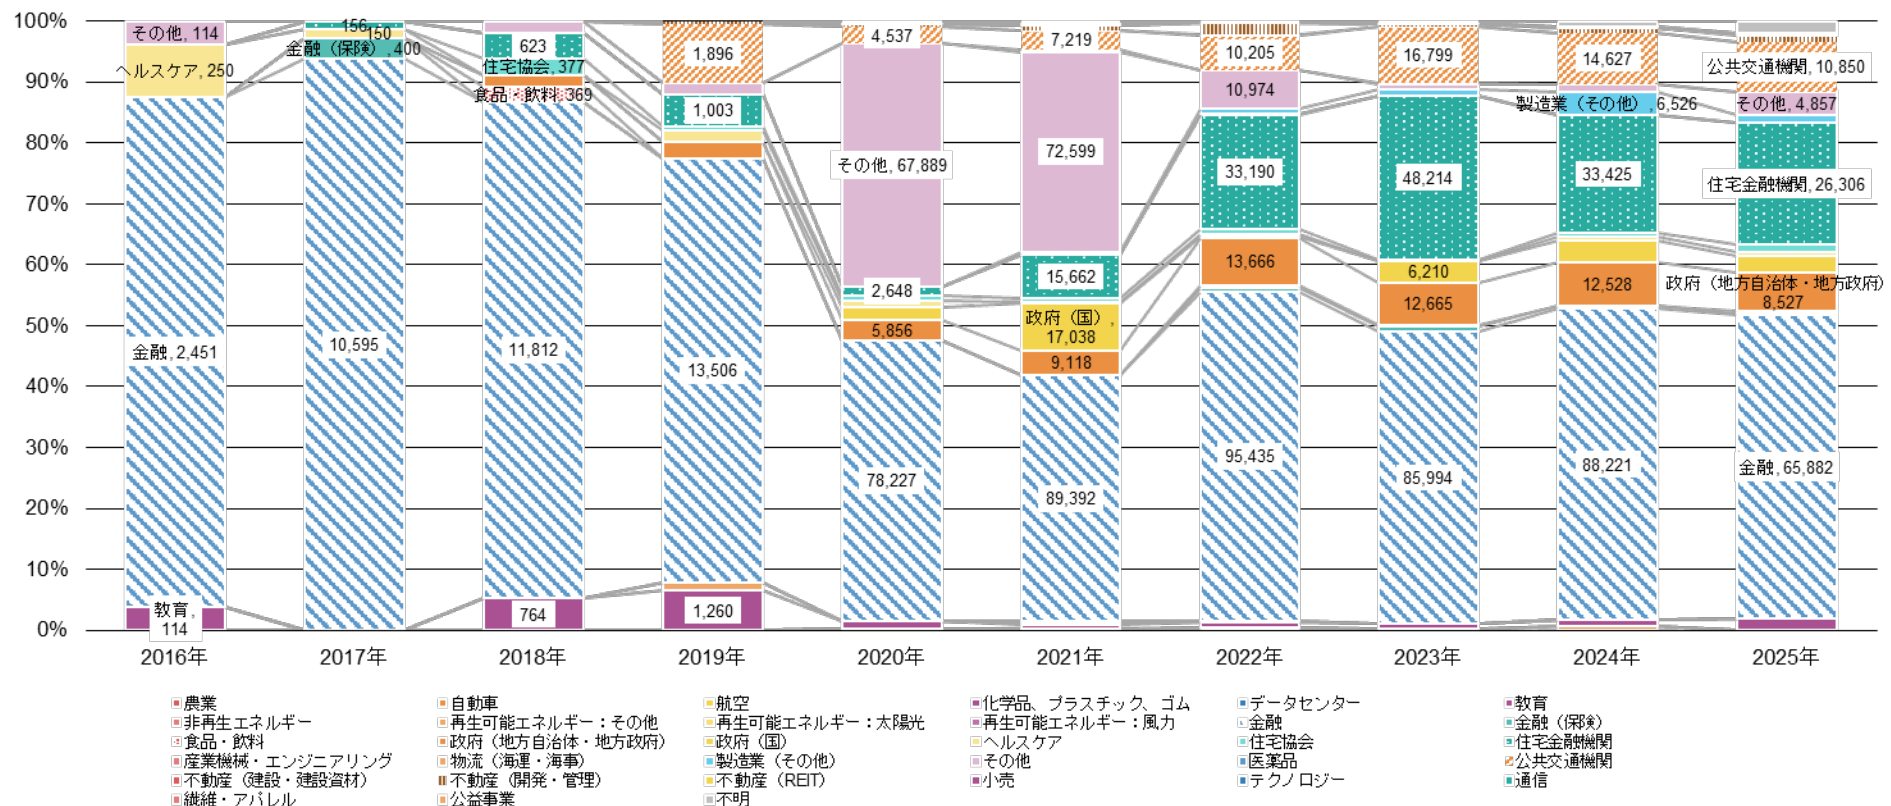 100%
90%
80%
70%
60%
50%
40%
30%
20%
10%
0%
その他, 114
ヘルスケア, 250
金融, 2,451
教育,
114
156
150
金融（保険）, 400
10,595
623
住宅協会, 377
食品・飲料, 369
11,812
764
1,896
1,003
13,506
1,260
4,537
その他, 67,889
2,648
5,856
78,227
7,219
72,599
15,662
政府（国）,
17,038
9,118
89,392
10,205
10,974
33,190
13,666
95,435
16,799
48,214
6,210
12,665
85,994
14,627
製造業（その他）, 6,526
33,425
12,528
88,221
公共交通機関, 10,850
その他, 4,857
住宅金融機関, 26,306
政府（地方自治体・地方政府）
8,527
金融, 65,882
2016年 2017年 2018年 2019年 2020年 2021年 2022年 2023年 2024年 2025年
農業 自動車 航空 化学品、プラスチック、ゴム データセンター 教育
非再生エネルギー 再生可能エネルギー：その他 再生可能エネルギー：太陽光 再生可能エネルギー：風力 金融 金融（保険）
食品・飲料 政府（地方自治体・地方政府） 政府（国） ヘルスケア 住宅協会 住宅金融機関
産業機械・エンジニアリング 物流（海運・海事） 製造業（その他） その他 医薬品 公共交通機関
不動産（建設・建設資材） 不動産（開発・管理） 不動産（REIT） 小売 テクノロジー 通信
繊維・アパレル 公益事業 不明